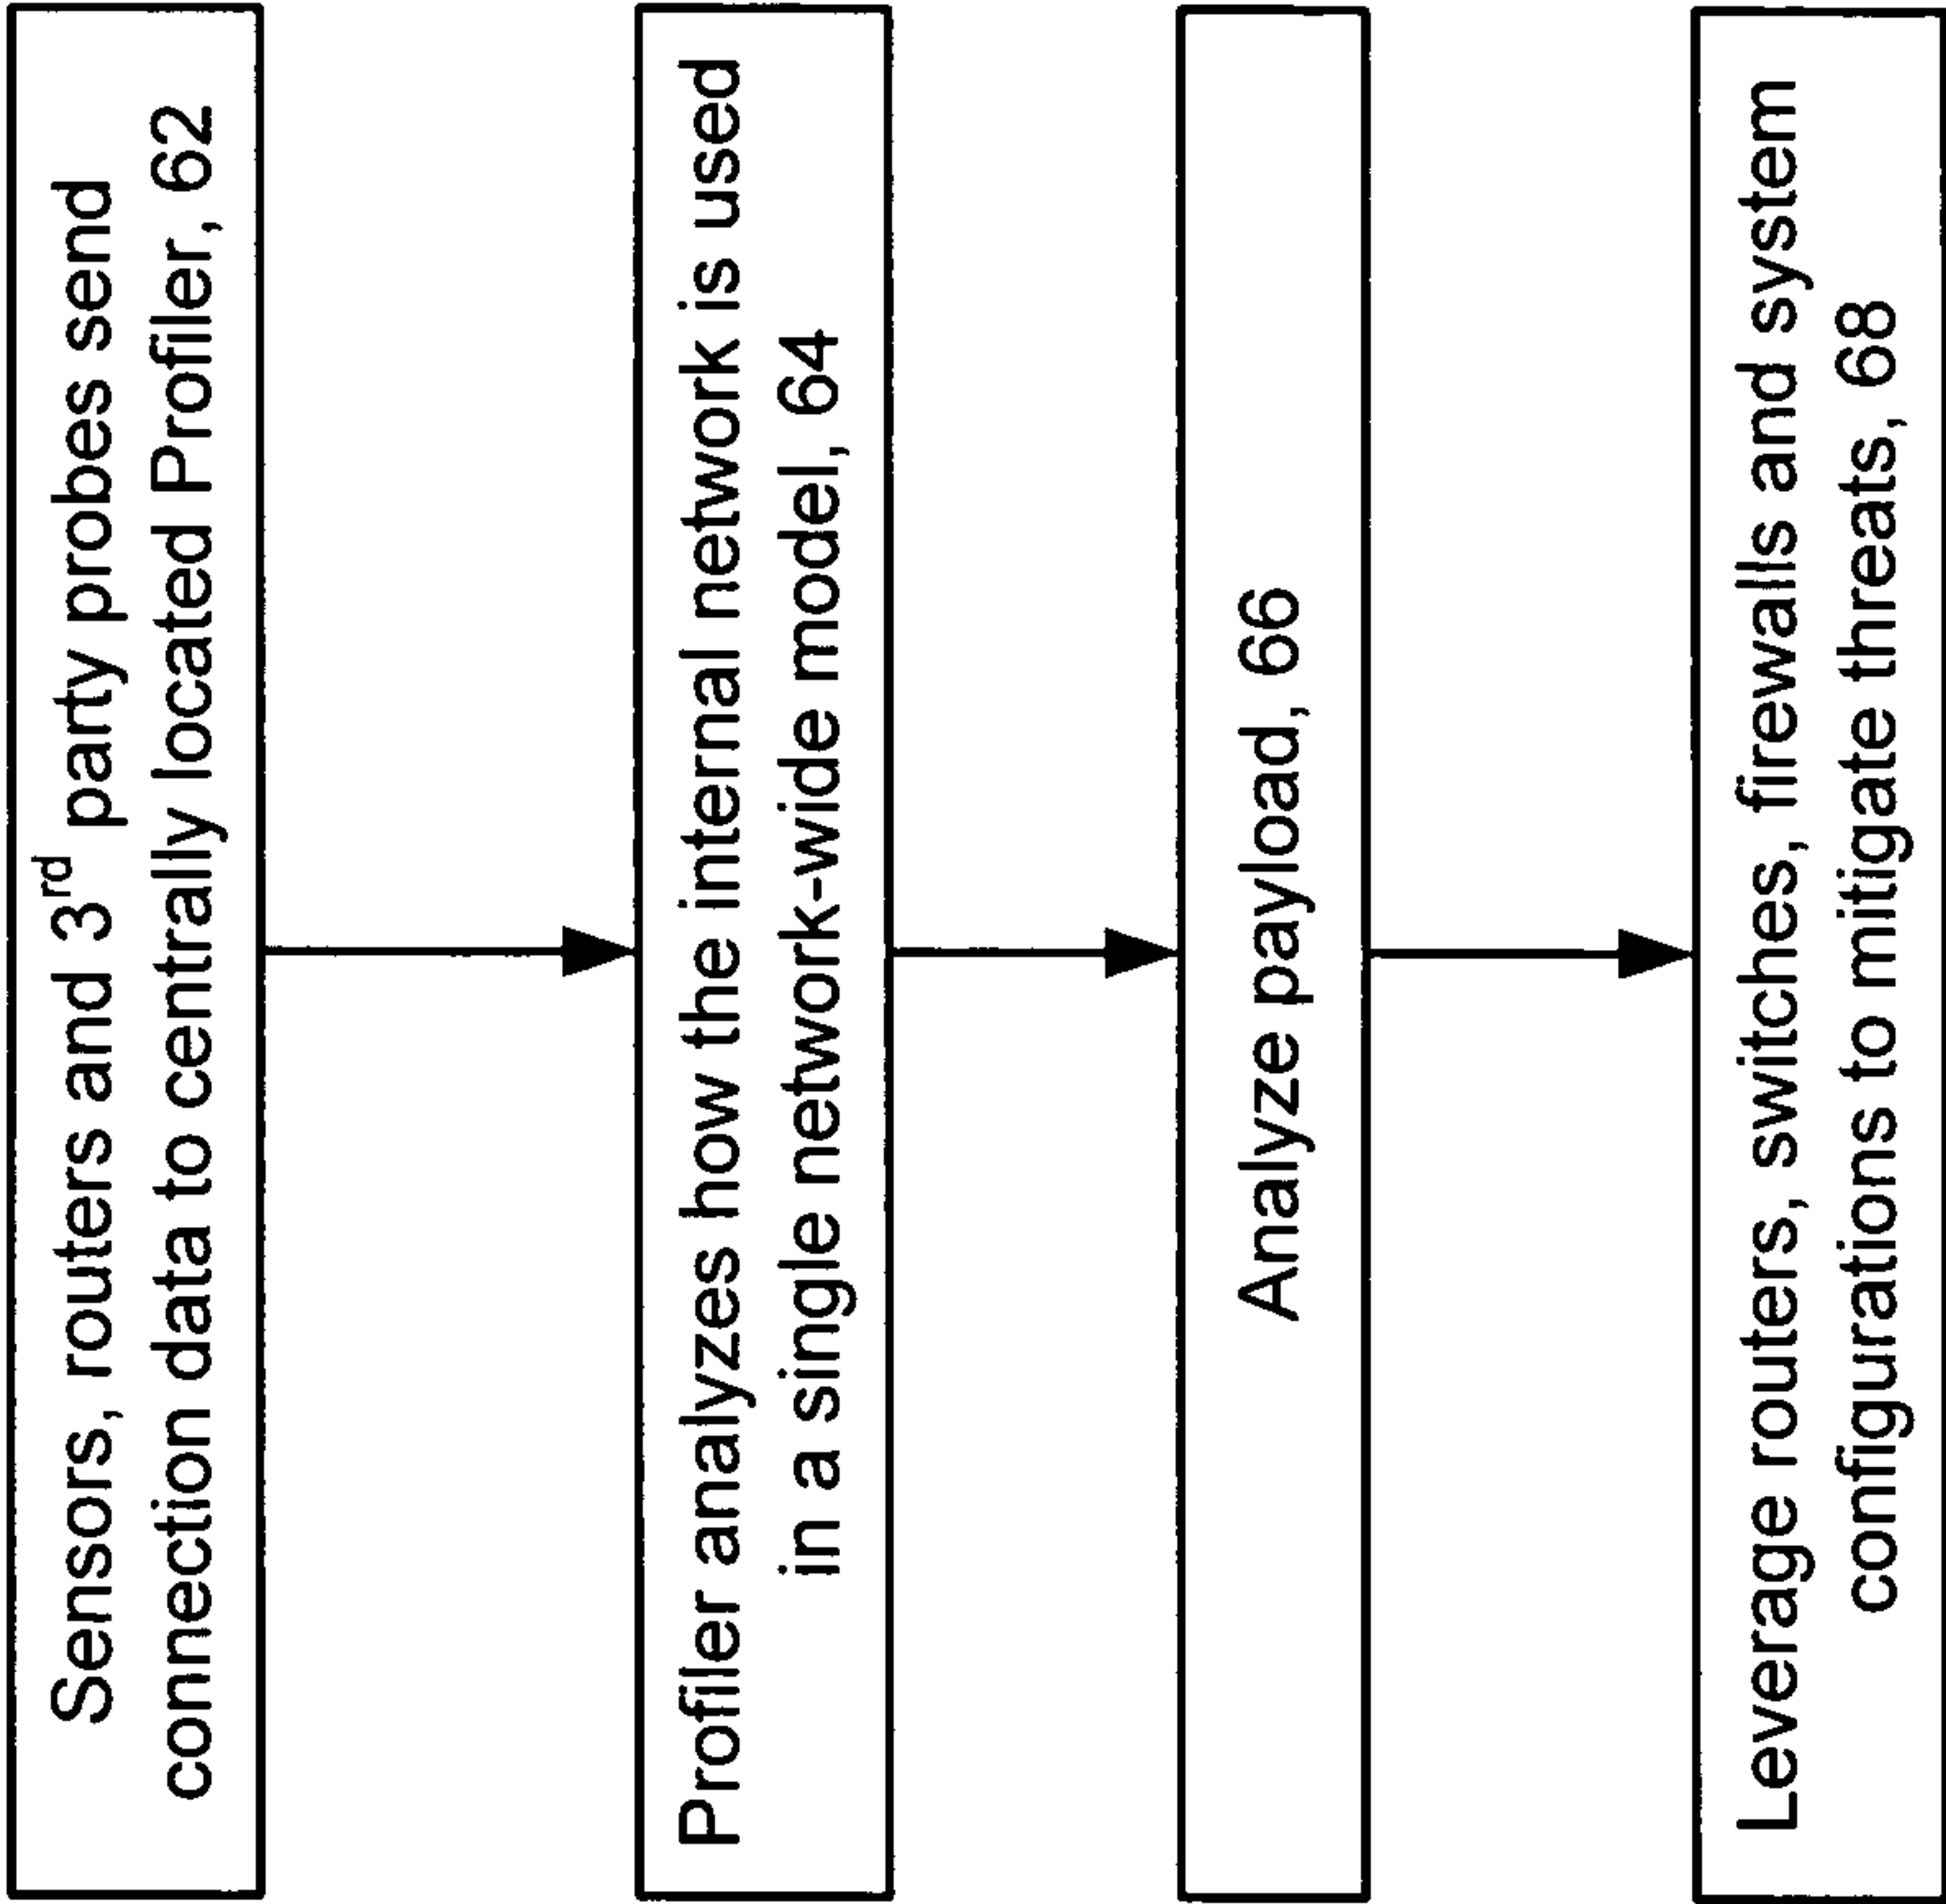 Sensors, routers and 3rd party probes send
connection data to centrally located Profiler, 62
Profiler analyzes how the internal network is used
in a single network-wide model, 64
Analyze payload, 66
Leverage routers, switches, firewalls and system
configurations to mitigate threats, 68